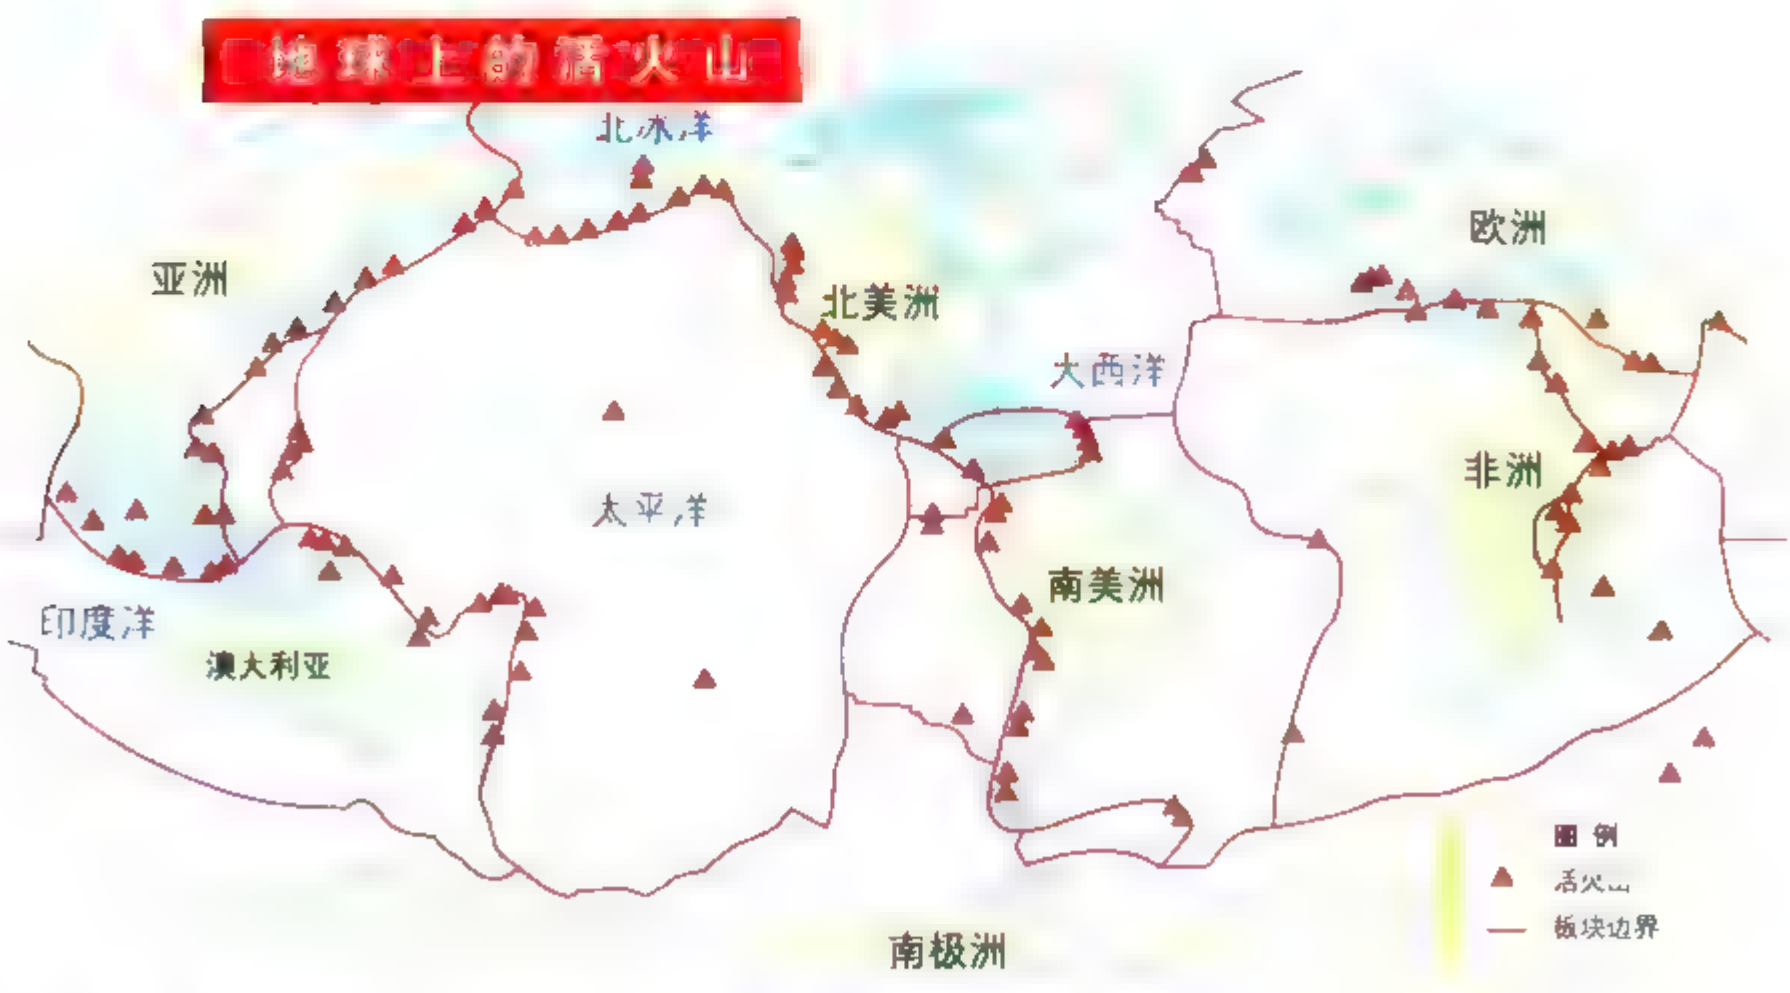 地球上的活火山
北冰洋
欧洲
亚洲
北美洲
大西洋
非洲
太平洋
南美洲
印度洋
澳大利亚
图例
活火山
板块边界
南极洲